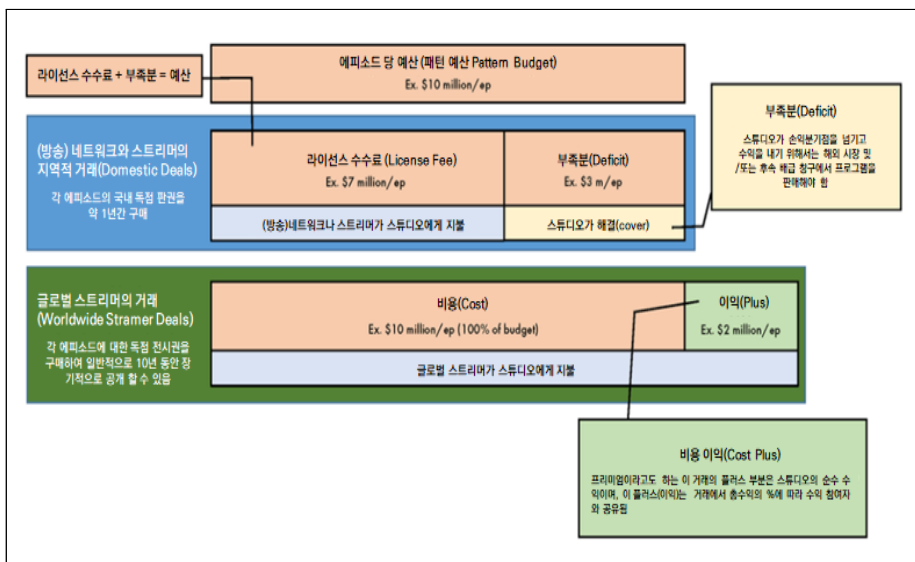 에피소드 당 예산 (패턴 예산 Pattern Budget)
Ex. $10 million/ep
라이선스 수수료 + 부족분 = 예산
부족분(Deficit)
스튜디오가 손익분기점을 넘기고
수익을 내기 위해서는 해외 시장 및
/또는 후속 배급 창구에서 프로그램을
판매해야 함
(방송) 네트워크와 스트리머의
지역적 거래(Domestic Deals)
각 에피소드의 국내 독점 판권을
약 1년간 구매
라이선스 수수료 (License Fee)
Ex. $7 million/ep
부족분(Deficit)
Ex. $3 m/ep
(방송)네트워크나 스트리머가 스튜디오에게 지불
스튜디오가 해결(cover)
글로벌 스트리머의 거래
(Worldwide Stramer Deals)
각 에피소드에 대한 독점 전시권을
구매하여 일반적으로 10년 동안 장
기적으로 공개 할 수 있음
비용(Cost)
Ex. $10 million/ep (100% of budget)
이익(Plus)
Ex. $2 million/ep
글로벌 스트리머가 스튜디오에게 지불
비용 이익(Cost Plus)
프리미엄이라고도 하는 이 거래의 플러스 부분은 스튜디오의 순수 수
익이며, 이 플러스(이익)는 거래에서 총수익의 %에 따라 수익 참여자
와 공유됨